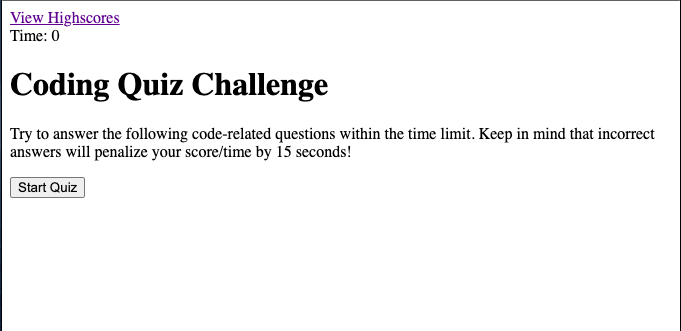 View Highscores
Time: 0
Coding Quiz Challenge
Try to answer the following code-related questions within the time limit. Keep in mind that incorrect
answers will penalize your score/time by 15 seconds!
Start Quiz